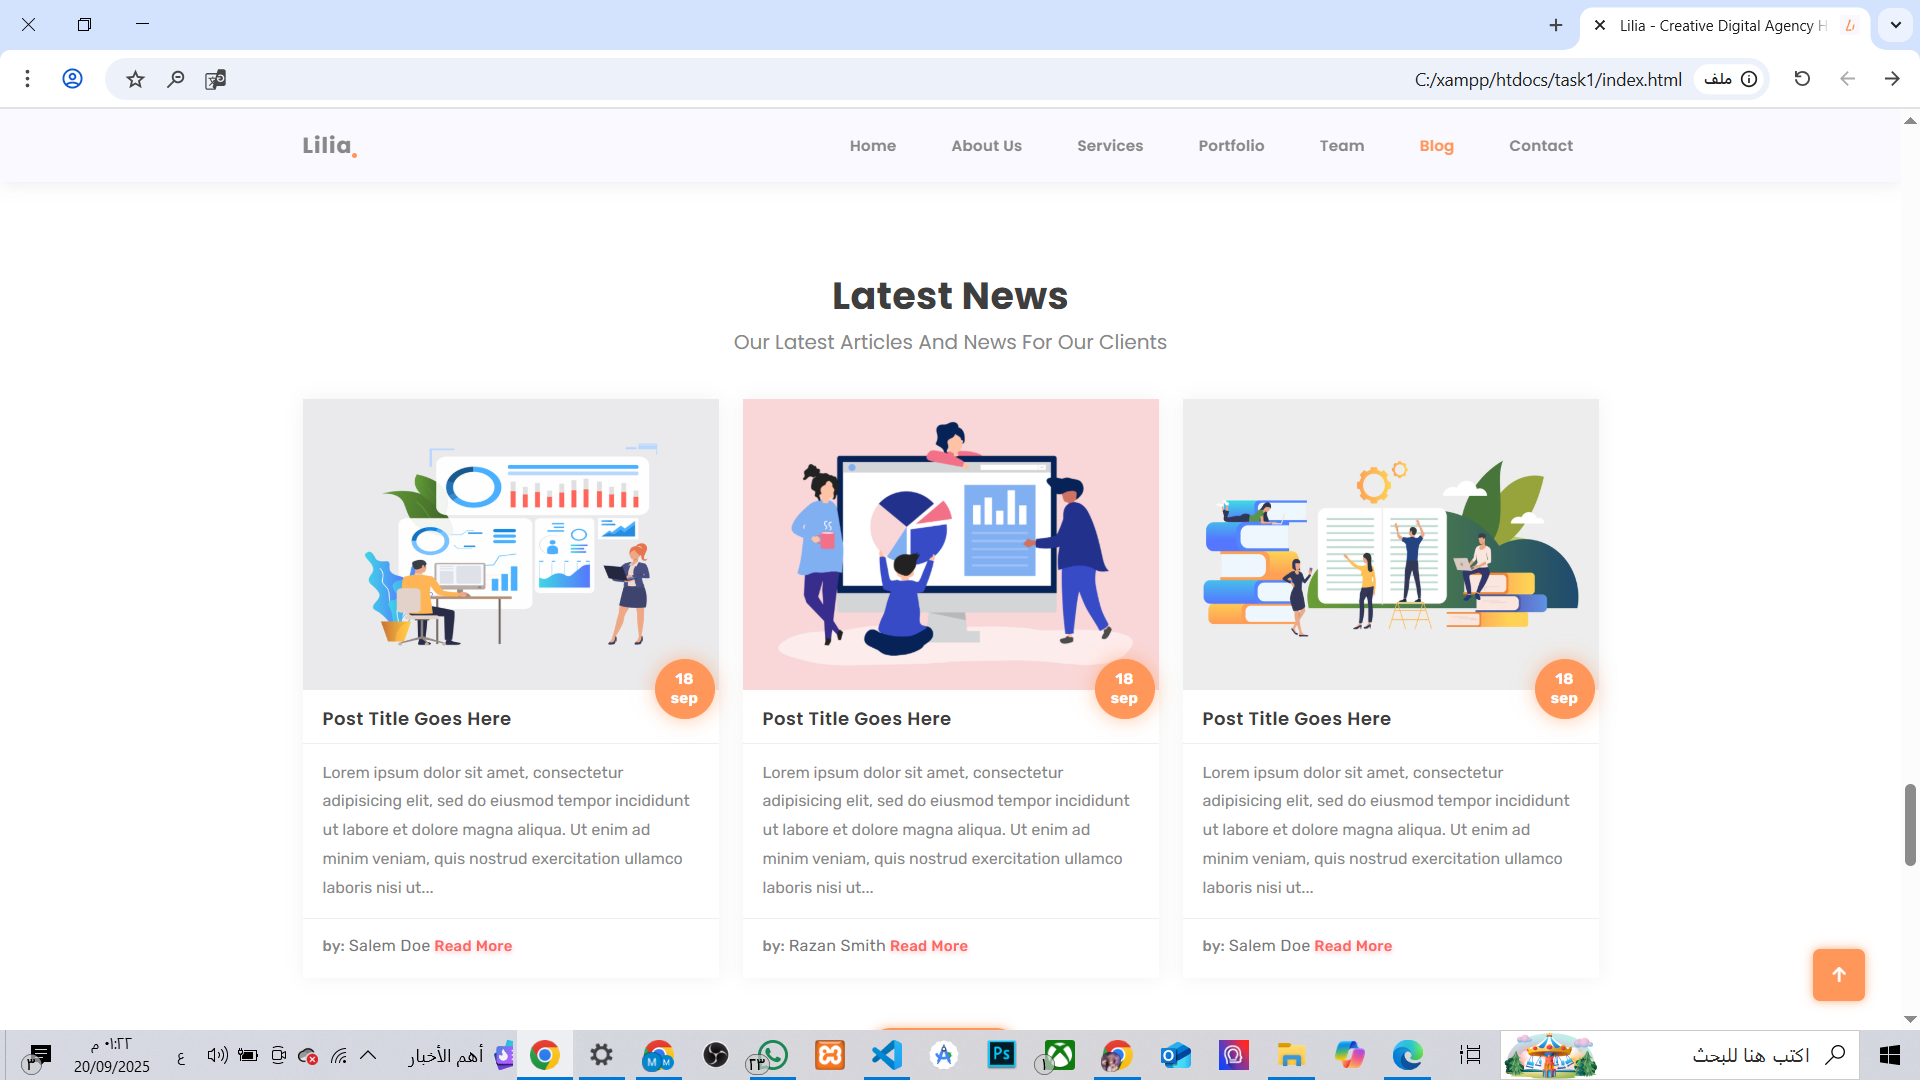 Lilia - Creative Digital Agency H
C:/xampp/htdocs/task1/index.html
ملف
Lilia.
Home
About Us
Services
Portfolio
Team
Blog
Contact
Latest News
Our Latest Articles And News For Our Clients
18
sep
Post Title Goes Here
Lorem ipsum dolor sit amet, consectetur
adipisicing elit, sed do eiusmod tempor incididunt
ut labore et dolore magna aliqua. Ut enim ad
minim veniam, quis nostrud exercitation ullamco
laboris nisi ut...
by: Salem Doe Read More
18
sep
Post Title Goes Here
Lorem ipsum dolor sit amet, consectetur
adipisicing elit, sed do eiusmod tempor incididunt
ut labore et dolore magna aliqua. Ut enim ad
minim veniam, quis nostrud exercitation ullamco
laboris nisi ut...
by: Razan Smith Read More
18
sep
Post Title Goes Here
Lorem ipsum dolor sit amet, consectetur
adipisicing elit, sed do eiusmod tempor incididunt
ut labore et dolore magna aliqua. Ut enim ad
minim veniam, quis nostrud exercitation ullamco
laboris nisi ut...
by: Salem Doe Read More
اكتب هنا للبحث
Ps
١
٢٣
M M
أهم الأخبار
ع
٠١:٢٢ م
20/09/2025
٣